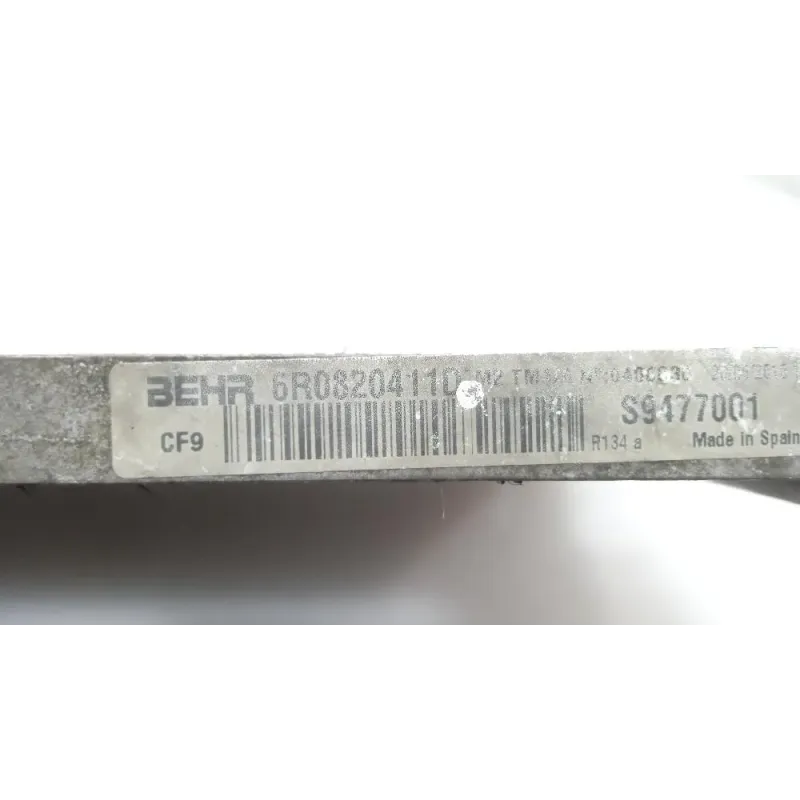 BEHR 6R0820411D
S9477001
CF9 R134 a Made in Spain